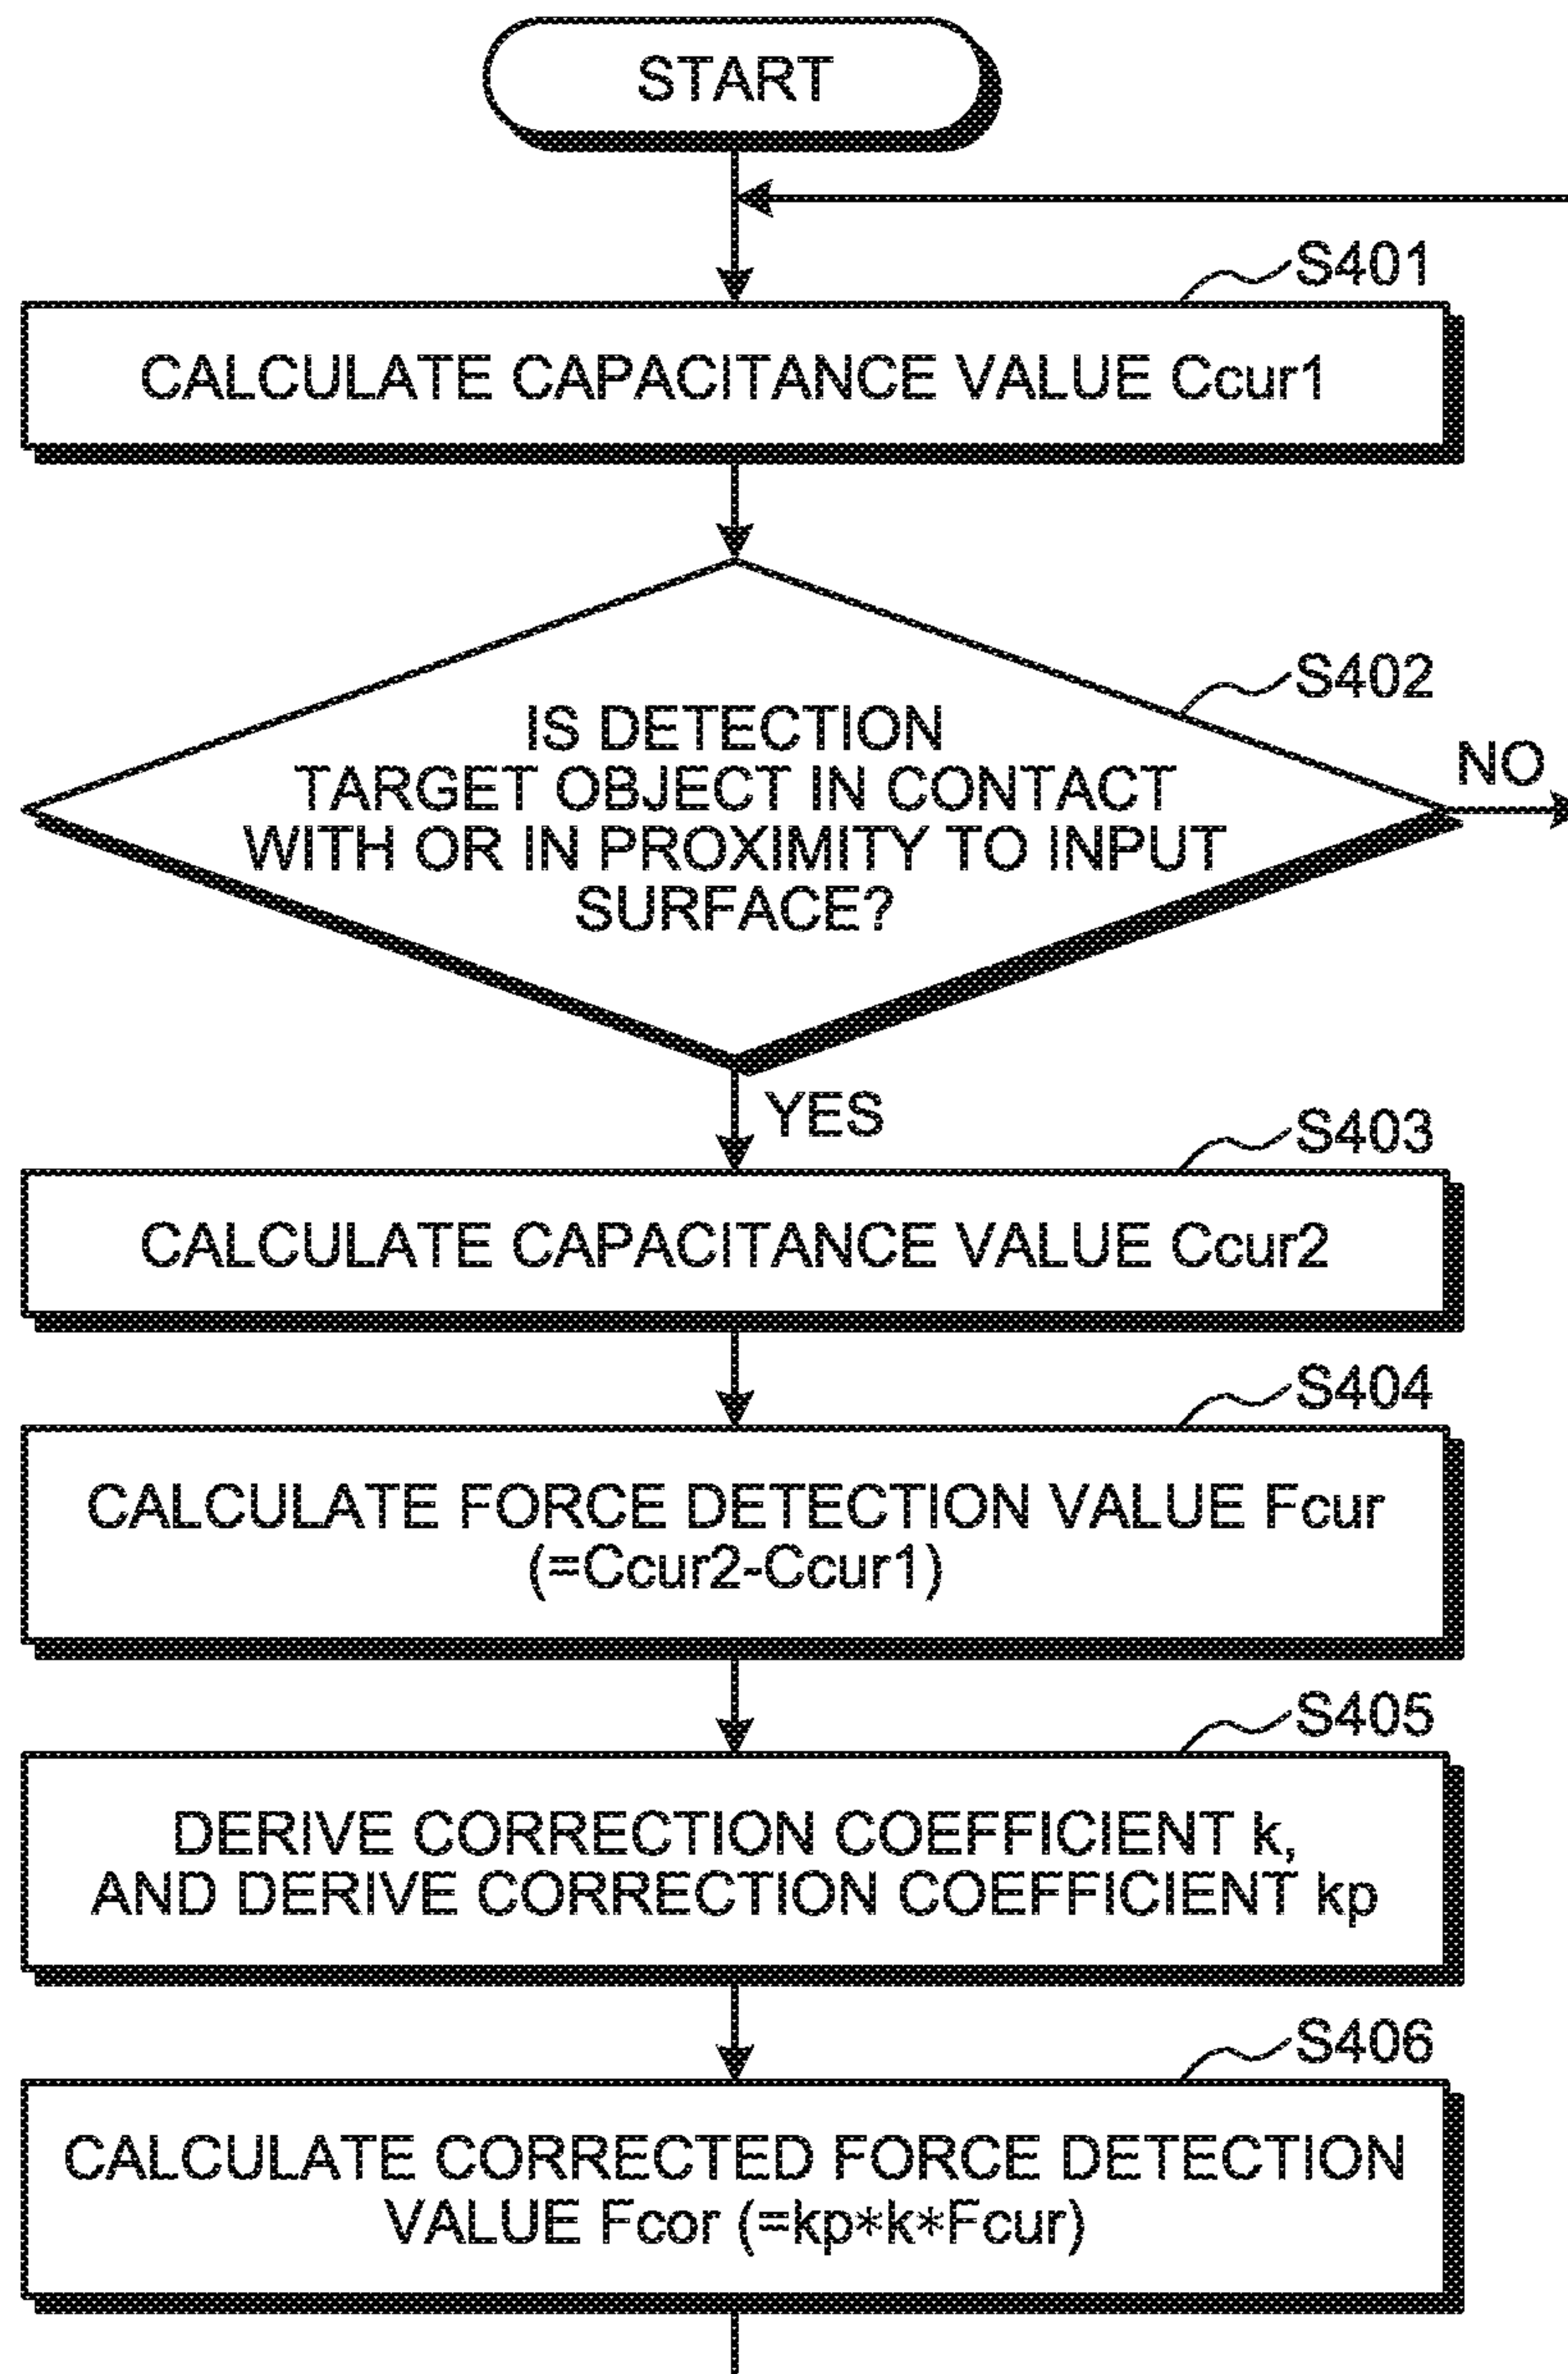 START
S401
CALCULATE CAPACITANCE VALUE Ccur1
S402
IS DETECTION
TARGET OBJECT IN CONTACT
WITH OR IN PROXIMITY TO INPUT
SURFACE?
NO
YES
S403
CALCULATE CAPACITANCE VALUE Ccur2
S404
CALCULATE FORCE DETECTION VALUE Fcur
(=Ccur2-Ccur1)
S405
DERIVE CORRECTION COEFFICIENT k,
AND DERIVE CORRECTION COEFFICIENT kp
S406
CALCULATE CORRECTED FORCE DETECTION
VALUE Fcor (=kp*k*Fcur)